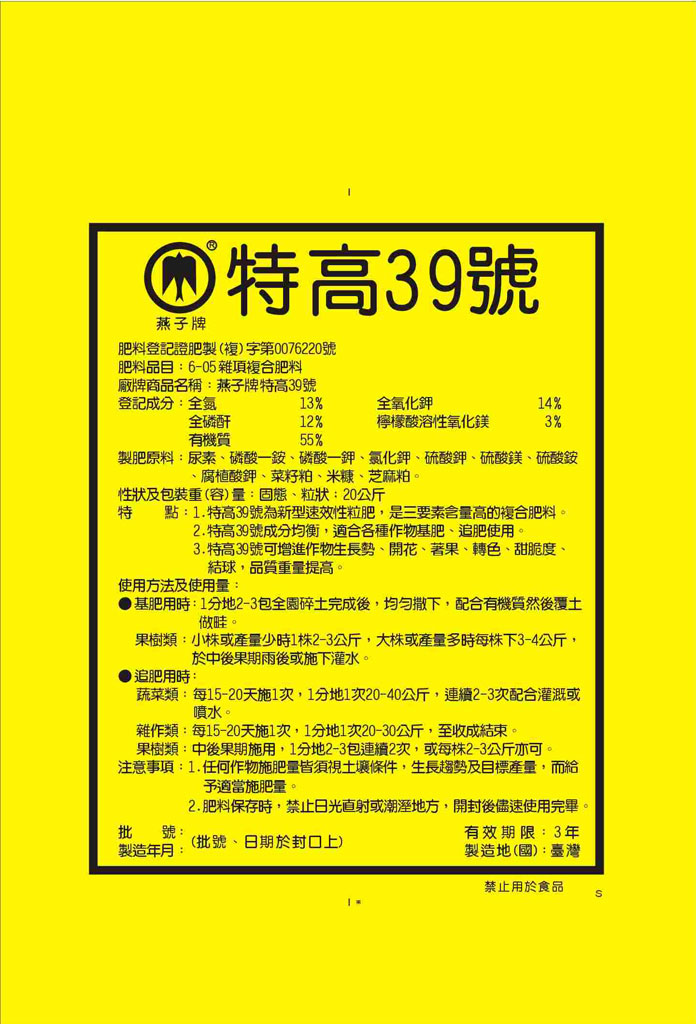 ® 特高39號
燕子牌
肥料登記證肥製(複)字第0076220號
肥料品目：6-05雜項複合肥料
廠牌商品名稱：燕子牌特高39號
登記成分：全氮 13% 全氧化鉀 14%
全磷酐 12% 檸檬酸溶性氧化鎂 3%
有機質 55%
製肥原料：尿素、磷酸一銨、磷酸一鉀、氯化鉀、硫酸鉀、硫酸鎂、硫酸銨
、腐植酸鉀、菜籽粕、米糠、芝麻粕。
性狀及包裝重(容)量：固態、粒狀；20公斤
特 點：1.特高39號為新型速效性粒肥，是三要素含量高的複合肥料。
2.特高39號成分均衡，適合各種作物基肥、追肥使用。
3.特高39號可增進作物生長勢、開花、著果、轉色、甜脆度、
結球，品質重量提高。
使用方法及使用量：
●基肥用時：1分地2-3包全園碎土完成後，均勻撒下，配合有機質然後覆土
做畦。
果樹類：小株或產量少時1株2-3公斤，大株或產量多時每株下3-4公斤，
於中後果期雨後或施下灌水。
●追肥用時：
蔬菜類：每15-20天施1次，1分地1次20-40公斤，連續2-3次配合灌溉或
噴水。
雜作類：每15-20天施1次，1分地1次20-30公斤，至收成結束。
果樹類：中後果期施用，1分地2-3包連續2次，或每株2-3公斤亦可。
注意事項：1.任何作物施肥量皆須視土壤條件，生長趨勢及目標產量，而給
予適當施肥量。
2.肥料保存時，禁止日光直射或潮溼地方，開封後儘速使用完畢。
批 號：
製造年月：(批號、日期於封口上)
有效期限：3年
製造地(國)：臺灣
禁止用於食品
S